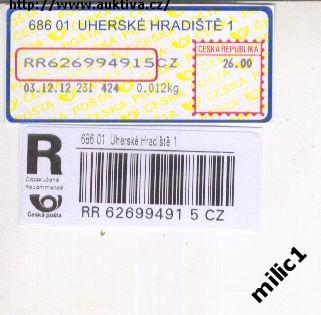 http://www.auktiva.cz/
686 01 UHERSKÉ HRADIŠTĚ 1
ČESKÁ REPUBLIKA
RR626994915CZ
26.00
03.12.12 231 424 0.012kg
686 01 Uherské Hradiště 1
R
Doporučeně
Recommandé
Česká pošta
RR 62699491 5 CZ
milic1